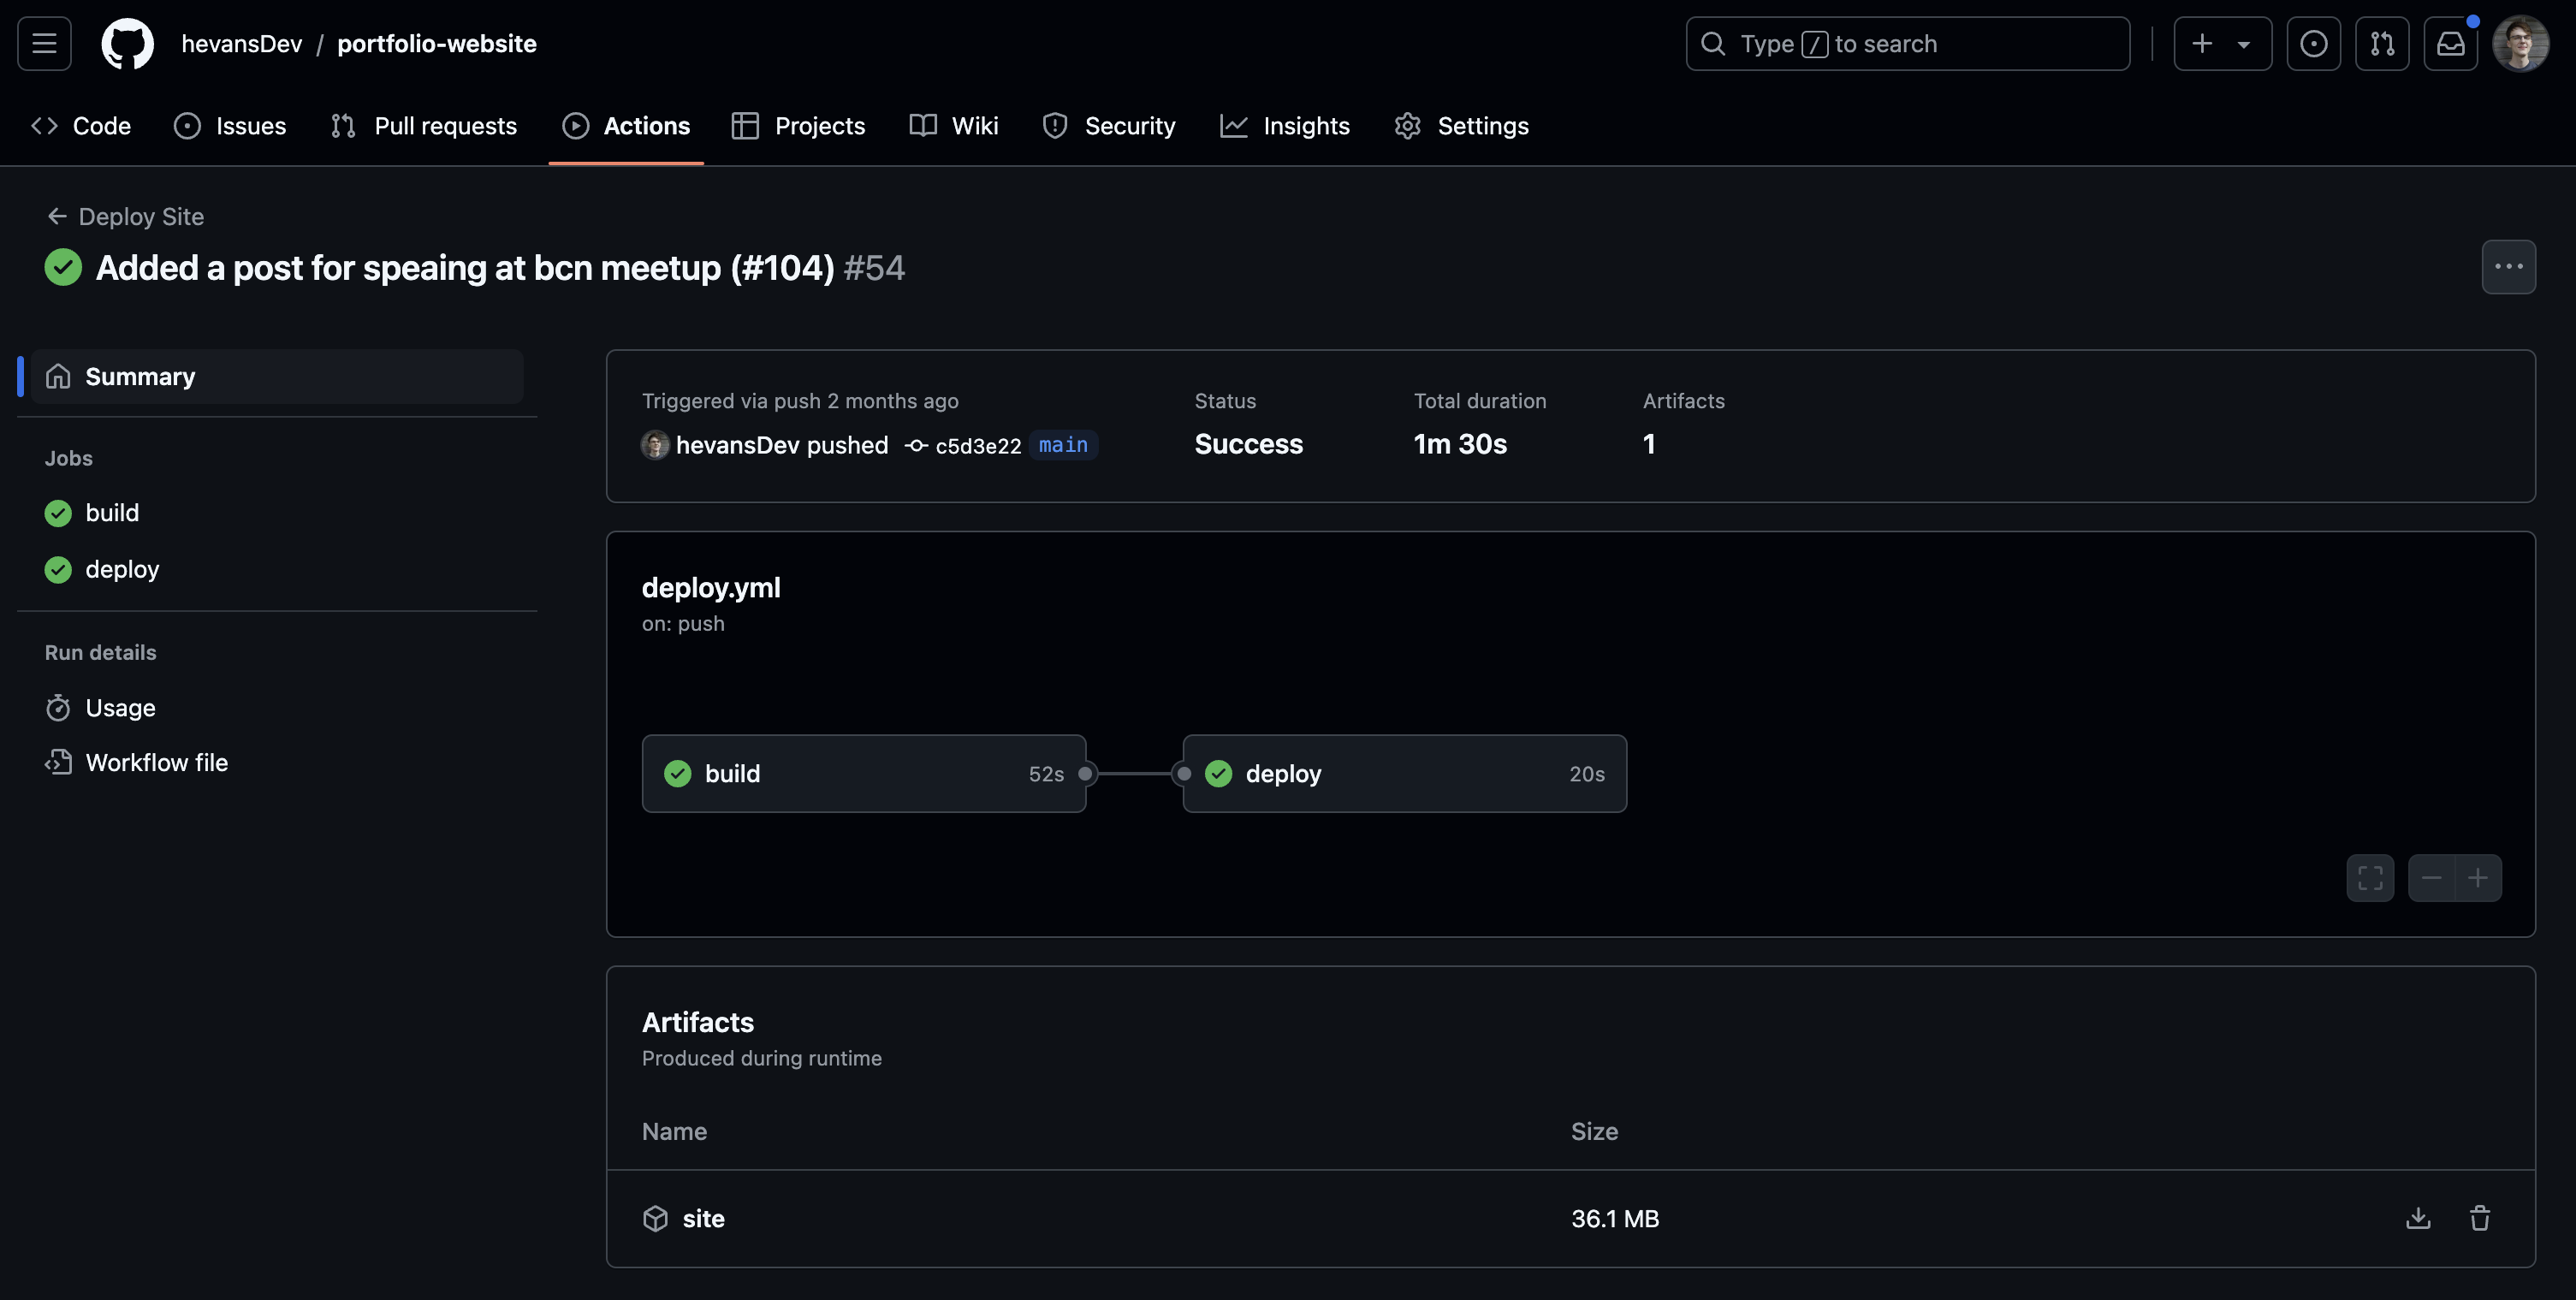 hevansDev / portfolio-website
Type / to search
Code Issues Pull requests Actions Projects Wiki Security Insights Settings
Deploy Site
Added a post for speaing at bcn meetup (#104) #54
Summary
Jobs
build
deploy
Run details
Usage
Workflow file
Triggered via push 2 months ago
hevansDev pushed c5d3e22 main
Status
Success
Total duration
1m 30s
Artifacts
1
deploy.yml
on: push
build 52s
deploy 20s
Artifacts
Produced during runtime
Name Size
site 36.1 MB